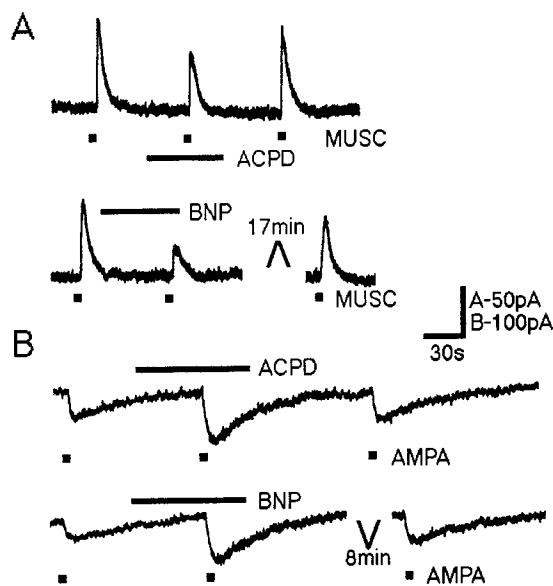 A
MUSC
ACPD
BNP
17min
MUSC
A-50pA
B-100pA
30s
B
ACPD
AMPA
BNP
8min
AMPA